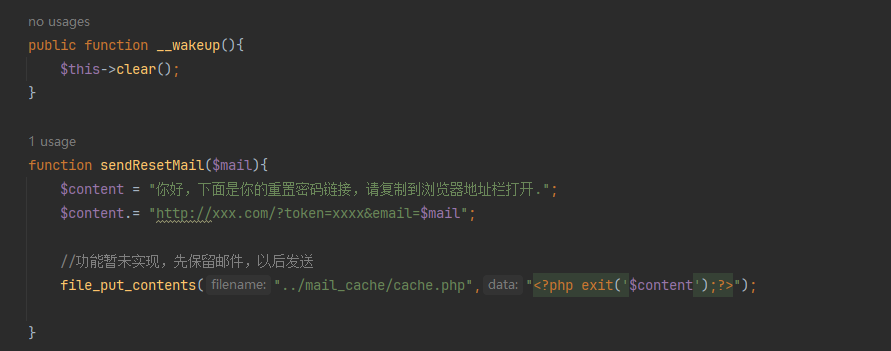 no usages
public function __wakeup(){
$this->clear();
}
1 usage
function sendResetMail($mail){
$content = "你好，下面是你的重置密码链接，请复制到浏览器地址栏打开.";
$content.= "http://xxx.com/?token=xxxx&email=$mail";
//功能暂未实现，先保留邮件，以后发送
file_put_contents( filename: "../mail_cache/cache.php", data: "<?php exit('$content');?>");
}